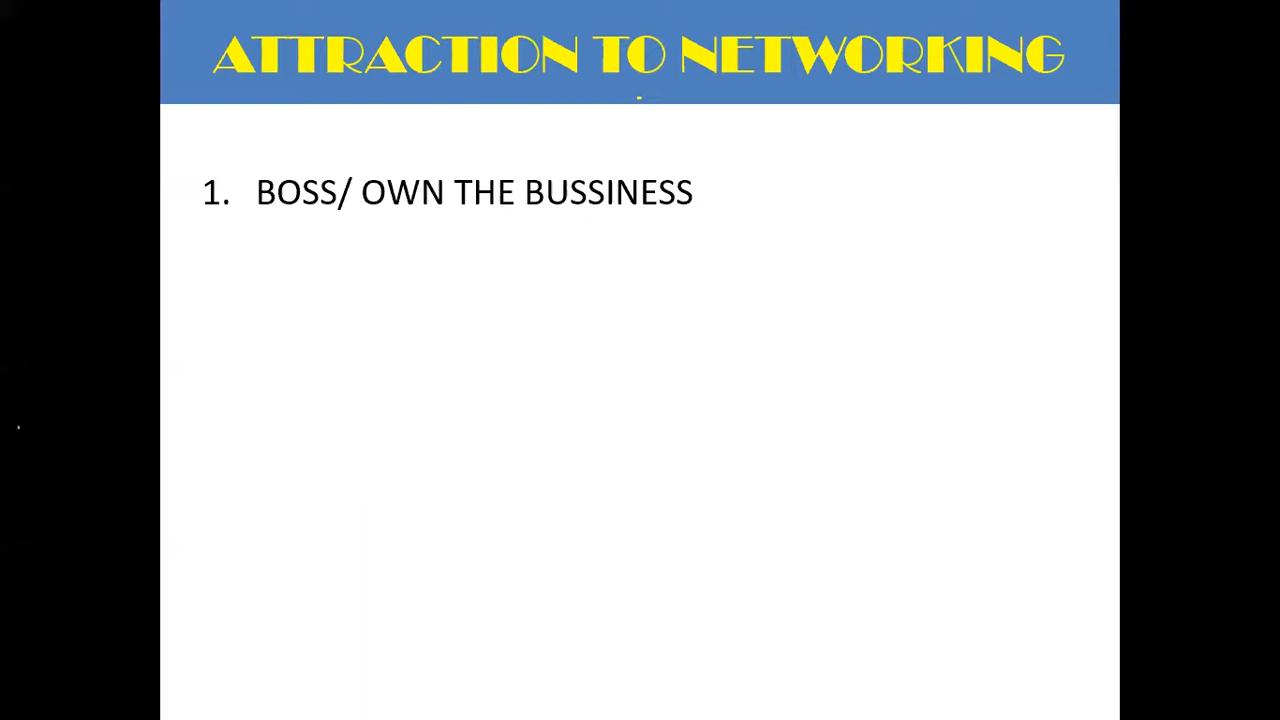 ATTRACTION TO NETWORKING
1. BOSS/ OWN THE BUSSINESS